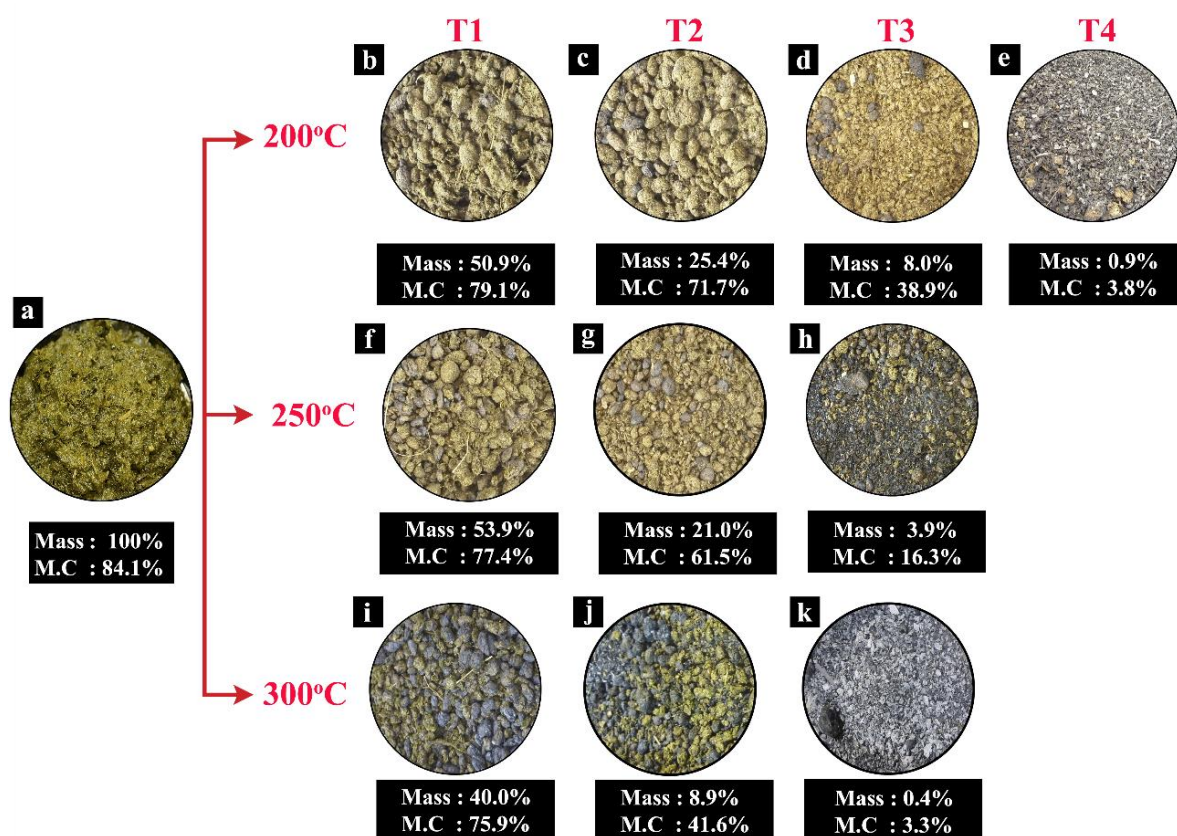 T1 T2 T3 T4
b c d e
200°C
Mass : 50.9% Mass : 25.4% Mass : 8.0% Mass : 0.9%
M.C : 79.1% M.C : 71.7% M.C : 38.9% M.C : 3.8%
a
f g h
250°C
Mass : 100%
M.C : 84.1%
Mass : 53.9% Mass : 21.0% Mass : 3.9%
M.C : 77.4% M.C : 61.5% M.C : 16.3%
i j k
300°C
Mass : 40.0% Mass : 8.9% Mass : 0.4%
M.C : 75.9% M.C : 41.6% M.C : 3.3%